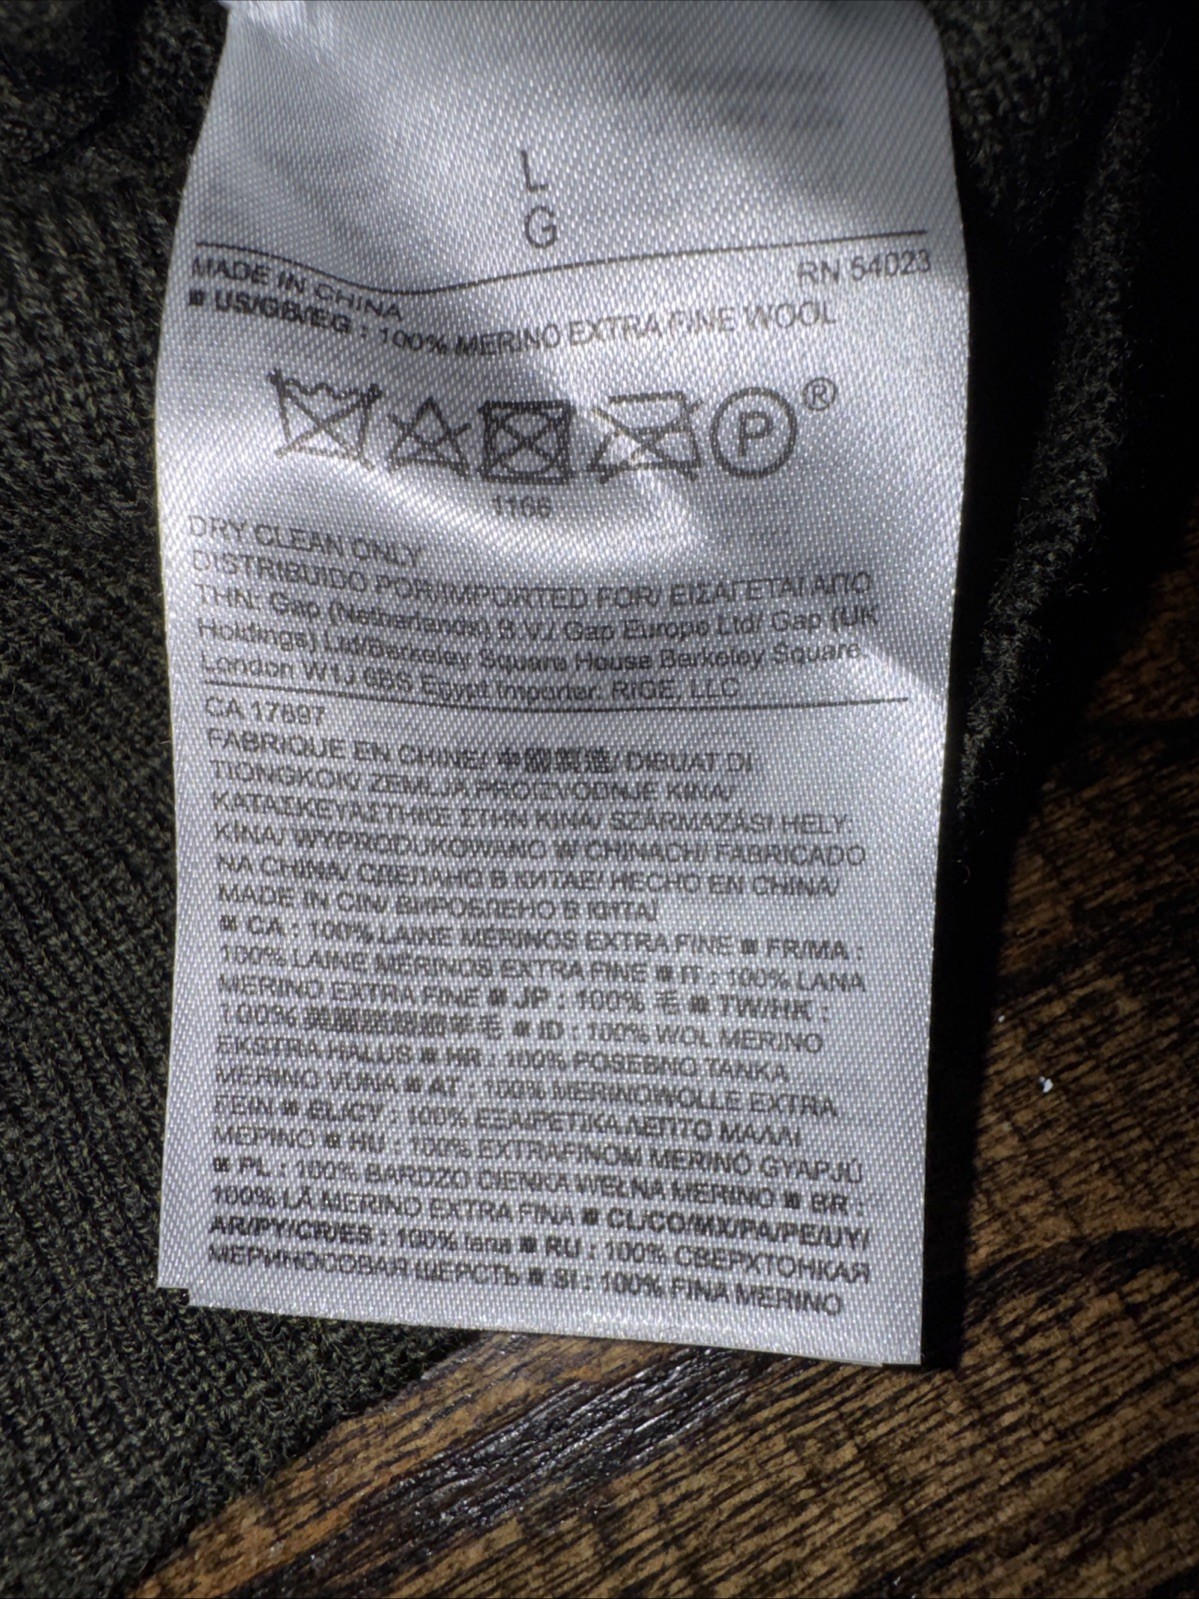 L
G
MADE IN CHINA
RN 54023
■ US/GB/EG : 100% MERINO EXTRA FINE WOOL
P ®
1166
DRY CLEAN ONLY
DISTRIBUIDO POR/IMPORTED FOR/ ΕΙΣΑΓΕΤΑΙ ΑΠΟ
ΤΗΝ: Gap (Netherlands) B.V./ Gap Europe Ltd/ Gap (UK
Holdings) Ltd/Berkeley Square House Berkeley Square
London W1J 6BS Egypt Importer: RIGE, LLC
CA 17897
FABRIQUE EN CHINE/ 中國製造/ DIBUAT DI
TIONGKOK/ ZEMLJA PROIZVODNJE KINA/
ΚΑΤΑΣΚΕΥΑΣΤΗΚΕ ΣΤΗΝ ΚΙΝΑ/ SZÁRMAZÁSI HELY:
KÍNA/ WYPRODUKOWANO W CHINACH/ FABRICADO
NA CHINA/ СДЕЛАНО В КИТАЕ/ HECHO EN CHINA/
MADE IN CIN/ ВИРОБЛЕНО В КИТАЇ
■ CA : 100% LAINE MÉRINOS EXTRA FINE ■ FR/MA :
100% LAINE MÉRINOS EXTRA FINE ■ IT : 100% LANA
MERINO EXTRA FINE ■ JP : 100% 毛 ■ TW/HK :
100% 羊毛 ■ ID : 100% WOL MERINO
EKSTRA HALUS ■ HR : 100% POSEBNO TANKA
MERINO VUNA ■ AT : 100% MERINOWOLLE EXTRA
FEIN ■ EL/CY : 100% ΕΞΑΙΡΕΤΙΚΑ ΛΕΠΤΟ ΜΑΛΛΙ
ΜΕΡΙΝΟ ■ HU : 100% EXTRAFINOM MERINÓ GYAPJÚ
■ PL : 100% BARDZO CIENKA WEŁNA MERINO ■ BR :
100% LÃ MERINO EXTRA FINA ■ CL/CO/MX/PA/PE/UY/
AR/PY/CR/ES : 100% lana ■ RU : 100% СВЕРХТОНКАЯ
МЕРИНОСОВАЯ ШЕРСТЬ ■ SI : 100% FINA MERINO